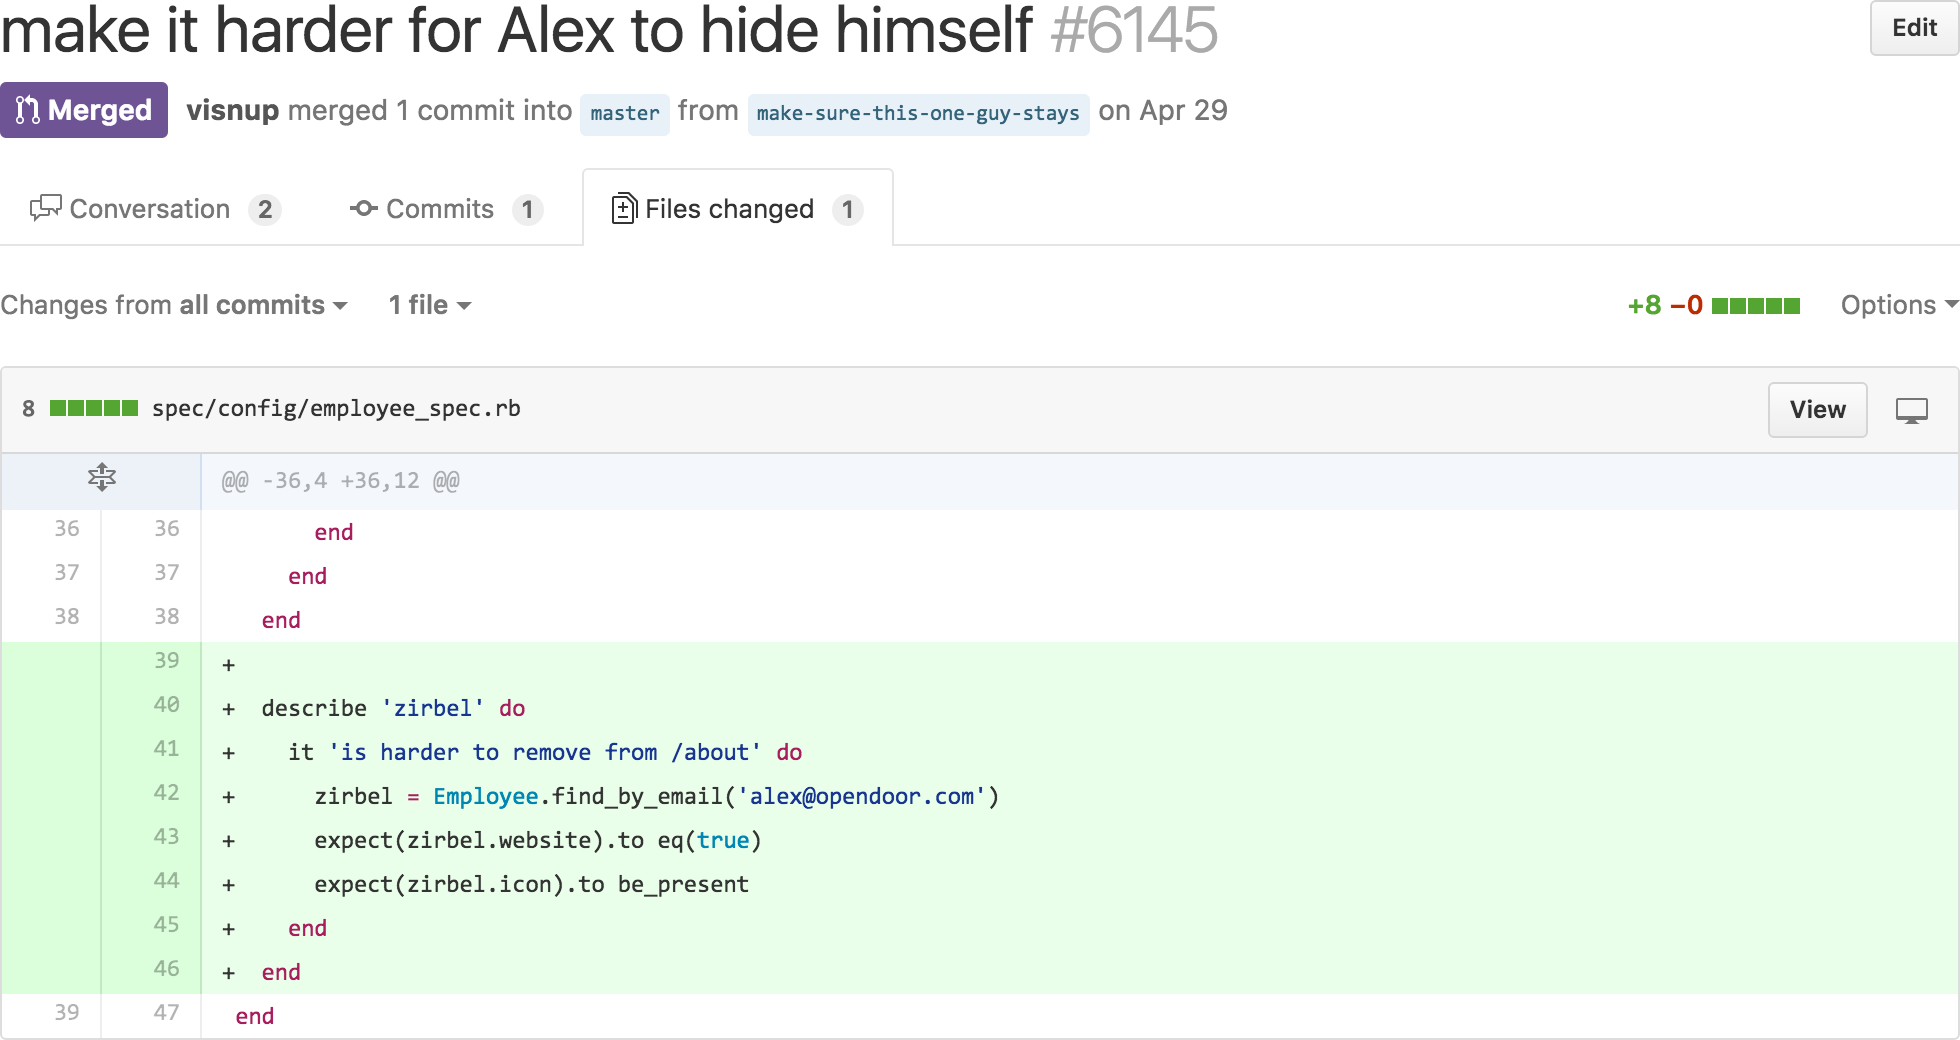 make it harder for Alex to hide himself #6145
Edit
Merged visnup merged 1 commit into master from make-sure-this-one-guy-stays on Apr 29
Conversation 2 Commits 1 Files changed 1
Changes from all commits 1 file +8 −0 Options
8 spec/config/employee_spec.rb View
@@ -36,4 +36,12 @@
36 36 end
37 37 end
38 38 end
39 +
40 + describe 'zirbel' do
41 + it 'is harder to remove from /about' do
42 + zirbel = Employee.find_by_email('alex@opendoor.com')
43 + expect(zirbel.website).to eq(true)
44 + expect(zirbel.icon).to be_present
45 + end
46 + end
39 47 end